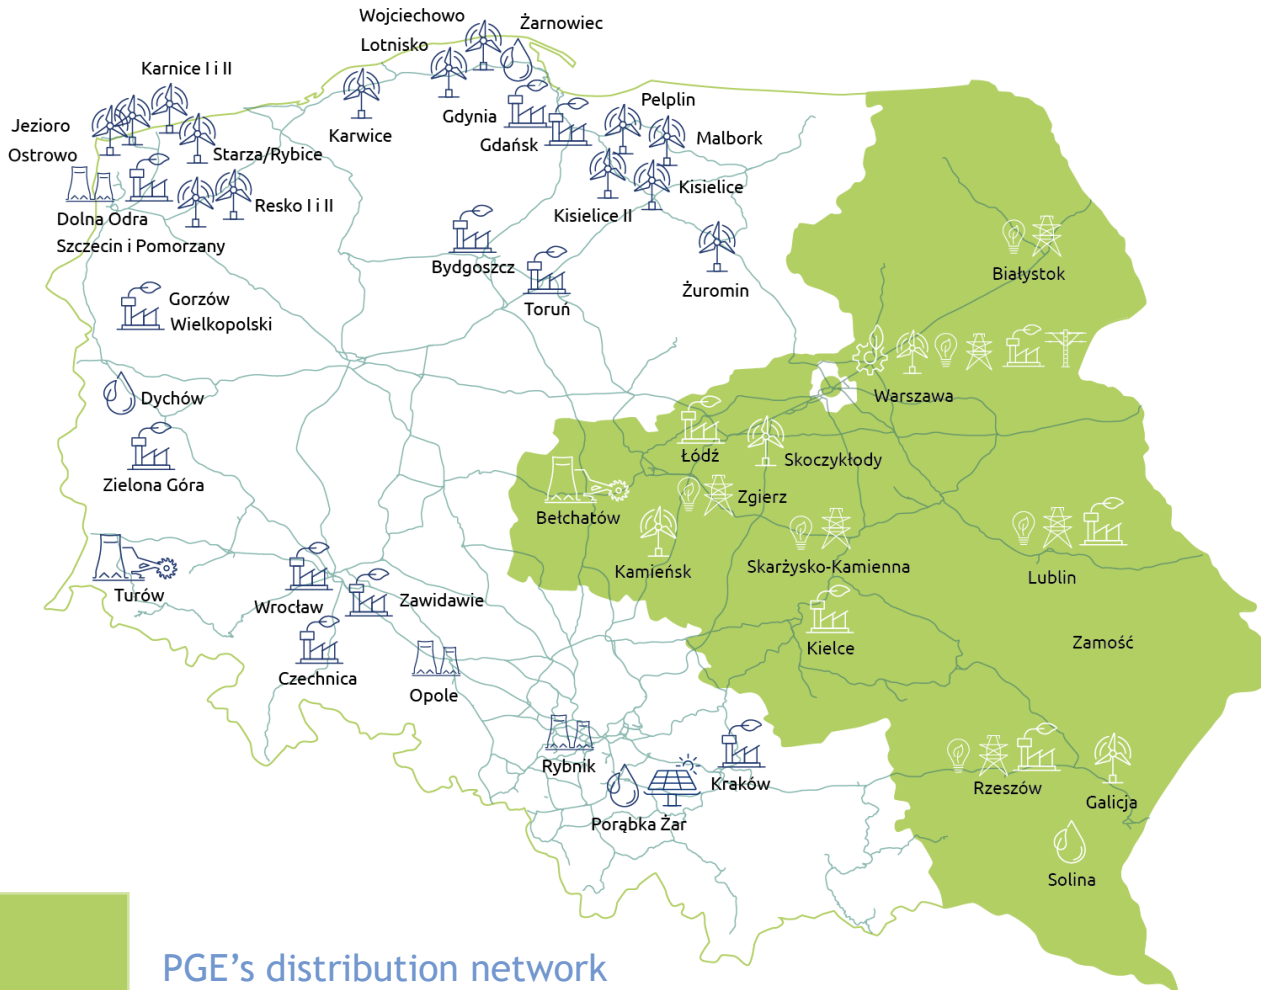 Wojciechowo
Żarnowiec
Lotnisko
Karnice I i II
Jezioro
Ostrowo
Starza/Rybice
Karwice
Gdynia
Gdańsk
Pelplin
Malbork
Kisielice
Kisielice II
Resko I i II
Dolna Odra
Szczecin i Pomorzany
Bydgoszcz
Toruń
Żuromin
Białystok
Gorzów
Wielkopolski
Warszawa
Dychów
Łódź
Skoczykłody
Zielona Góra
Zgierz
Bełchatów
Kamieńsk
Skarżysko-Kamienna
Lublin
Turów
Wrocław
Zawidawie
Kielce
Zamość
Czechnica
Opole
Rybnik
Kraków
Rzeszów
Galicja
Porąbka Żar
Solina
PGE's distribution network